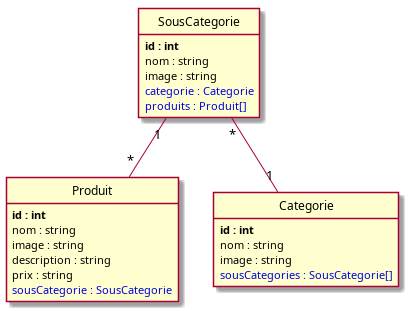 SousCategorie
id : int
nom : string
image : string
categorie : Categorie
produits : Produit[]
1
*
*
1
Produit
id : int
nom : string
image : string
description : string
prix : string
sousCategorie : SousCategorie
Categorie
id : int
nom : string
image : string
sousCategories : SousCategorie[]